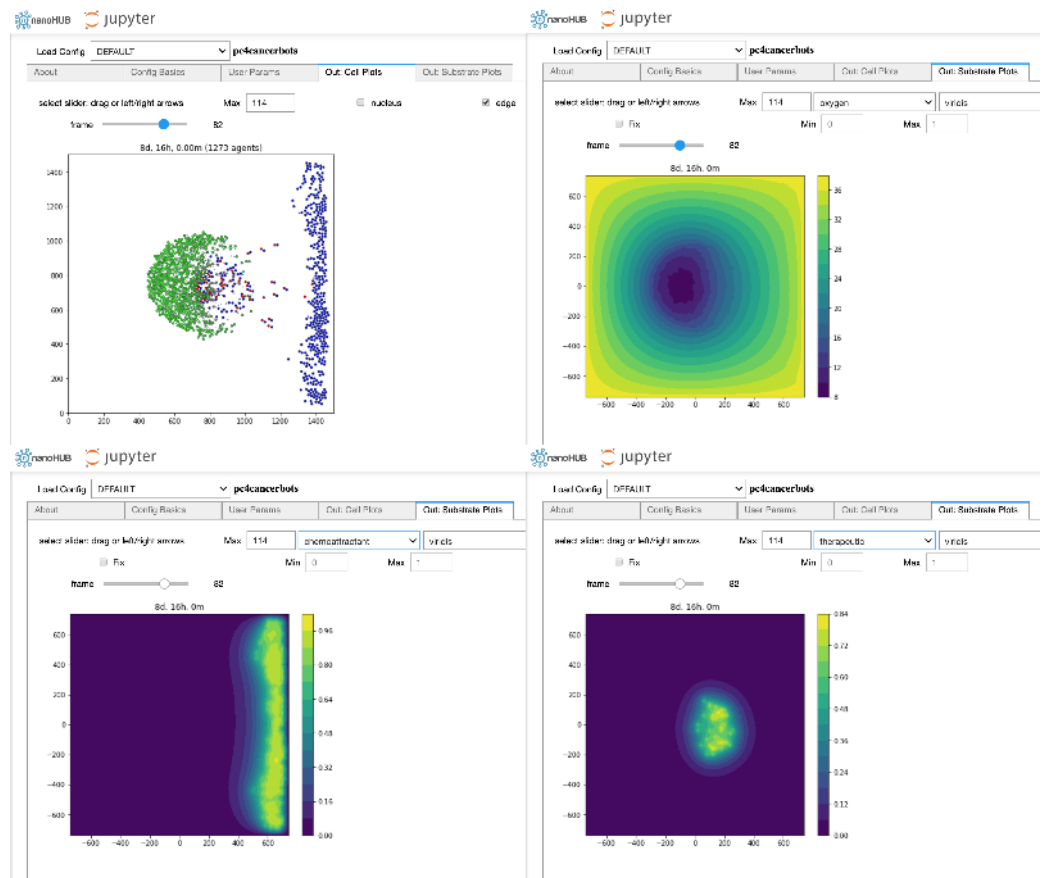 nanoHUB jupyter
Load Config DEFAULT pc4cancerbots
About Config Basics User Params Out: Cell Plots Out: Substrate Plots
select slider: drag or left/right arrows Max 114 nucleus edge
frame 82
8d, 16h, 0.00m (1273 agents)
1400
1200
1000
800
600
400
200
0
0 200 400 600 800 1000 1200 1400
nanoHUB jupyter
Load Config DEFAULT pc4cancerbots
About Config Basics User Params Out: Cell Plots Out: Substrate Plots
select slider: drag or left/right arrows Max 114 oxygen viridis
Fix Min 0 Max 1
frame 82
8d, 16h, 0m
600
400
200
0
−200
−400
−600
−600 −400 −200 0 200 400 600
36
32
28
24
20
16
12
8
nanoHUB jupyter
Load Config DEFAULT pc4cancerbots
About Config Basics User Params Out: Cell Plots Out: Substrate Plots
select slider: drag or left/right arrows Max 114 chemoattractant viridis
Fix Min 0 Max 1
frame 82
8d, 16h, 0m
600
400
200
0
−200
−400
−600
−600 −400 −200 0 200 400 600
0.96
0.80
0.64
0.48
0.32
0.16
0.00
nanoHUB jupyter
Load Config DEFAULT pc4cancerbots
About Config Basics User Params Out: Cell Plots Out: Substrate Plots
select slider: drag or left/right arrows Max 114 therapeutic viridis
Fix Min 0 Max 1
frame 82
8d, 16h, 0m
600
400
200
0
−200
−400
−600
−600 −400 −200 0 200 400 600
0.84
0.72
0.60
0.48
0.36
0.24
0.12
0.00